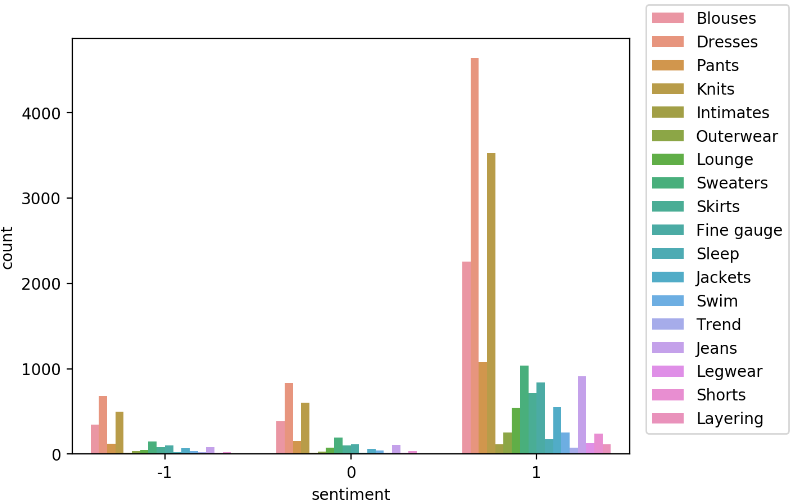 Blouses
Dresses
Pants
Knits
Intimates
Outerwear
Lounge
Sweaters
Skirts
Fine gauge
Sleep
Jackets
Swim
Trend
Jeans
Legwear
Shorts
Layering
4000
3000
2000
1000
0
count
-1 0 1
sentiment